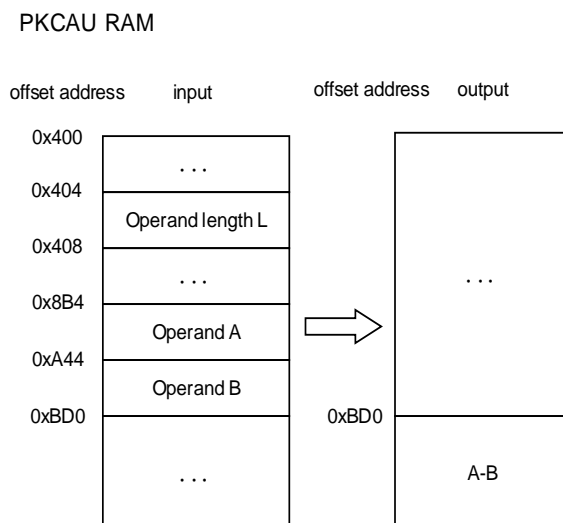 PKCAU RAM
offset address input offset address output
0x400
. . .
0x404
Operand length L
0x408
. . .
. . .
0x8B4
Operand A
0xA44
Operand B
0xBD0 0xBD0
. . . A-B